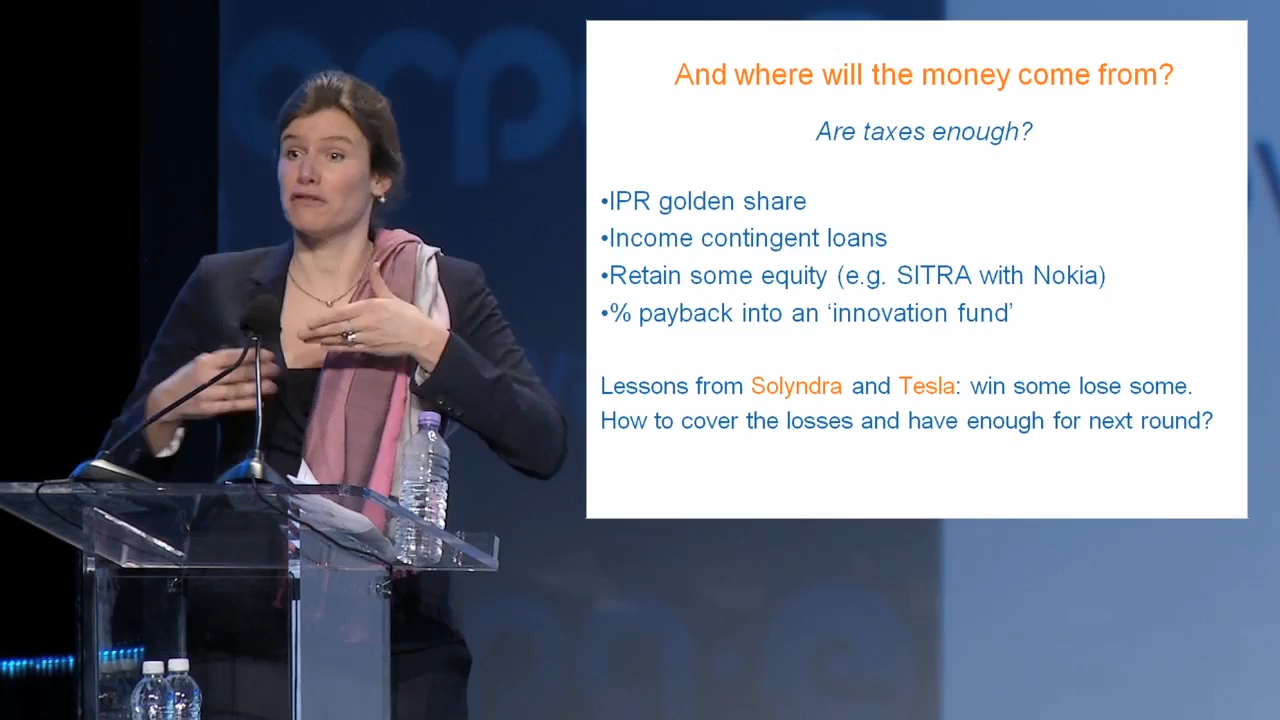 And where will the money come from?
Are taxes enough?
•IPR golden share
•Income contingent loans
•Retain some equity (e.g. SITRA with Nokia)
•% payback into an ‘innovation fund’
Lessons from Solyndra and Tesla: win some lose some.
How to cover the losses and have enough for next round?